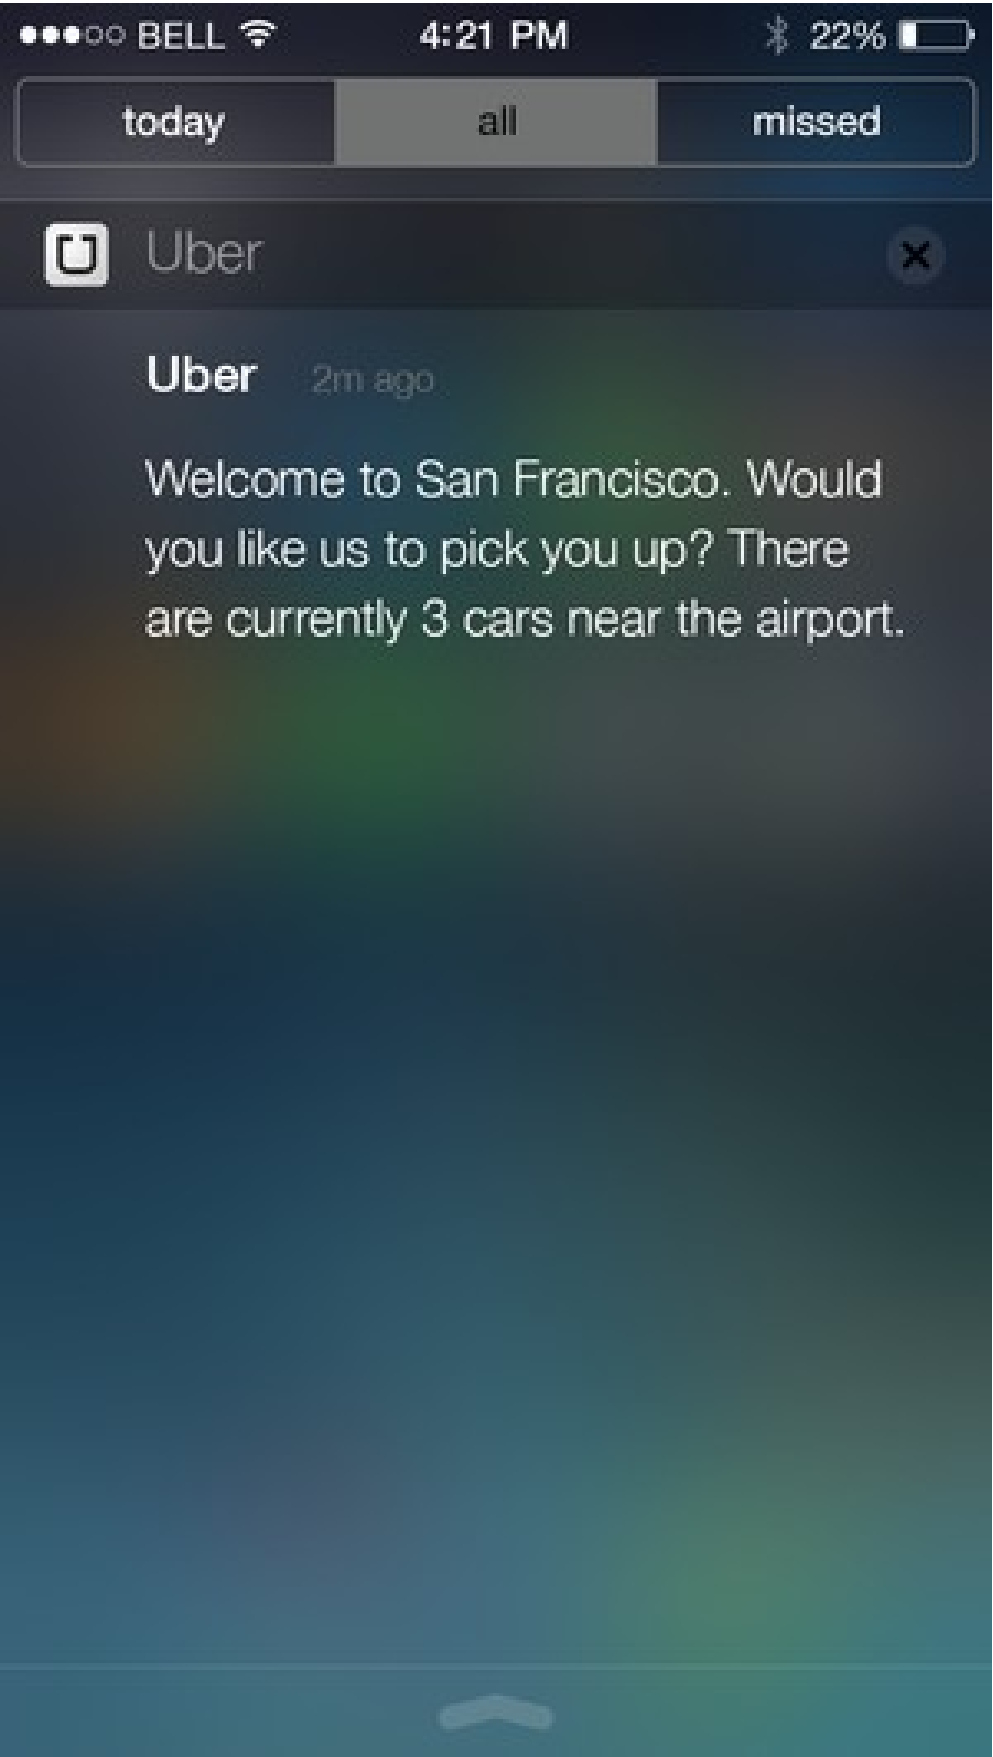 BELL 4:21 PM 22%
today all missed
Uber
Uber 2m ago
Welcome to San Francisco. Would
you like us to pick you up? There
are currently 3 cars near the airport.